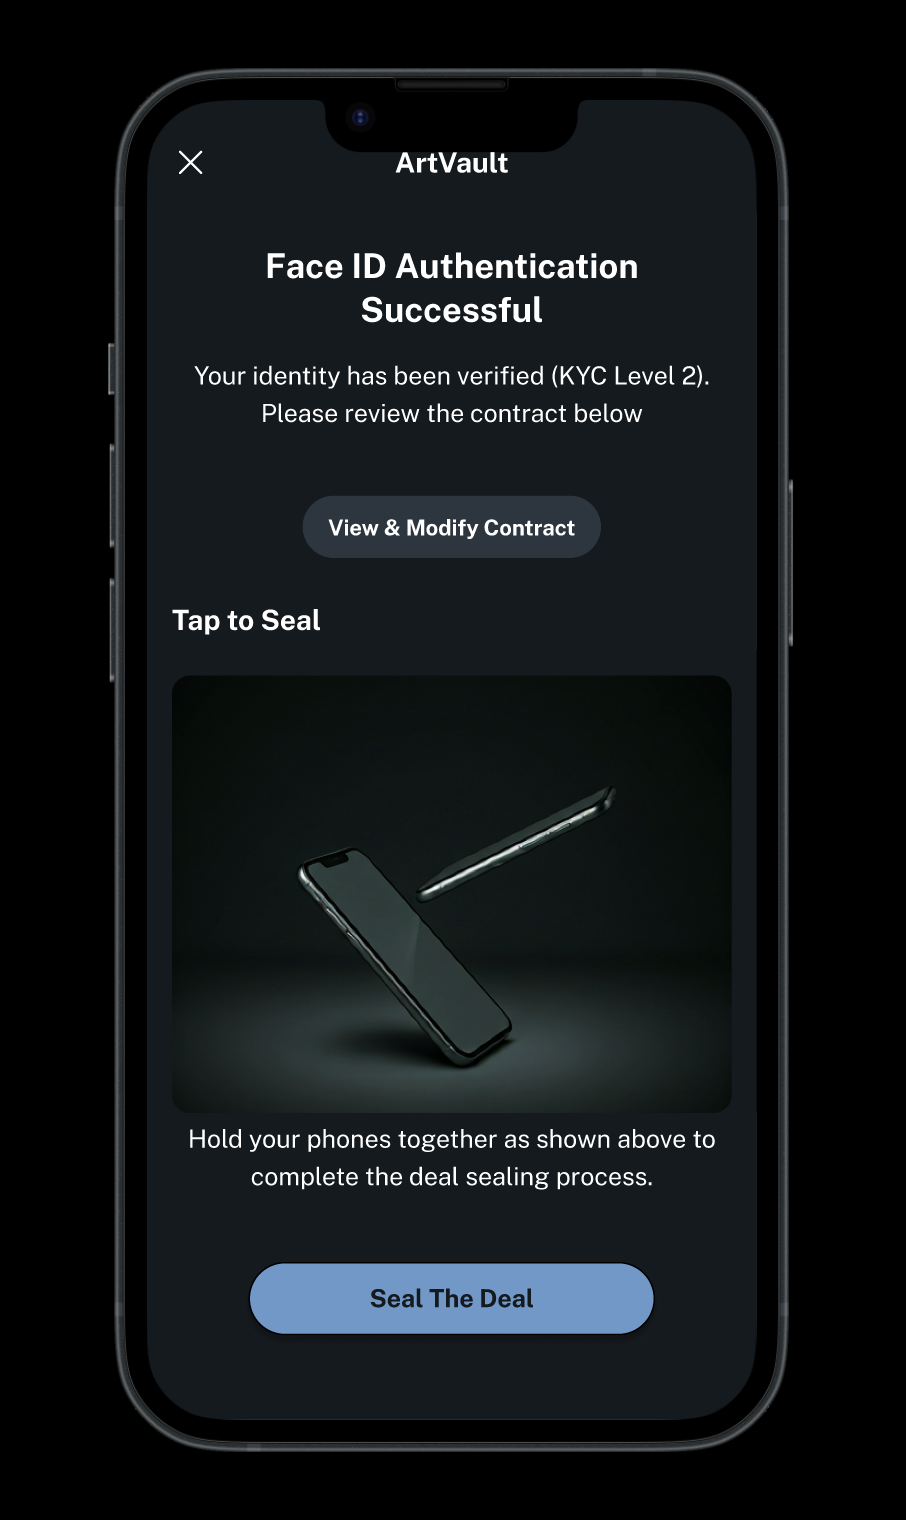 ArtVault
Face ID Authentication
Successful
Your identity has been verified (KYC Level 2).
Please review the contract below
View & Modify Contract
Tap to Seal
Hold your phones together as shown above to
complete the deal sealing process.
Seal The Deal